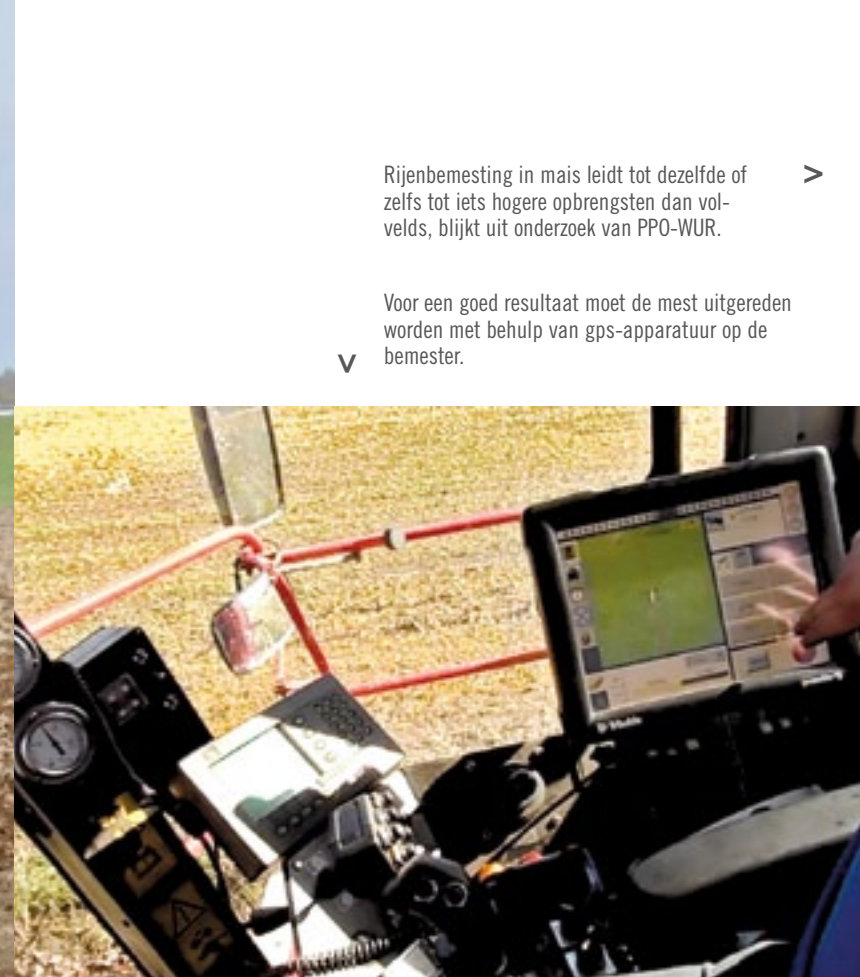 Rijenbemesting in mais leidt tot dezelfde of >
zelfs tot iets hogere opbrengsten dan vol-
velds, blijkt uit onderzoek van PPO-WUR.
Voor een goed resultaat moet de mest uitgereden
worden met behulp van gps-apparatuur op de
V bemester.
Trimble